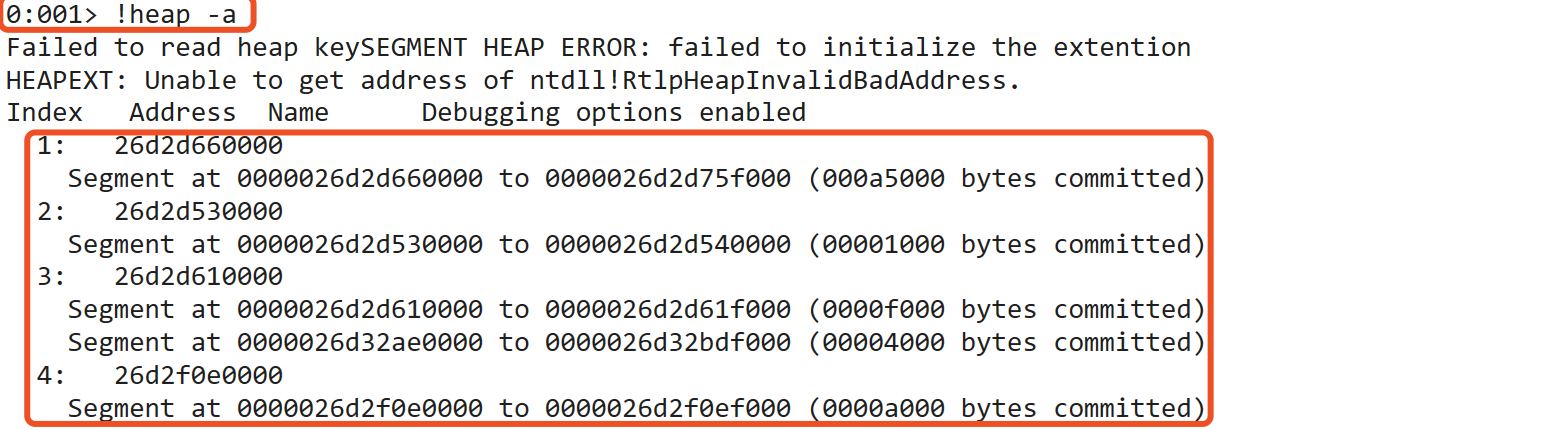 0:001> !heap -a
Failed to read heap keySEGMENT HEAP ERROR: failed to initialize the extention
HEAPEXT: Unable to get address of ntdll!RtlpHeapInvalidBadAddress.
Index   Address  Name      Debugging options enabled
  1:   26d2d660000
    Segment at 0000026d2d660000 to 0000026d2d75f000 (000a5000 bytes committed)
  2:   26d2d530000
    Segment at 0000026d2d530000 to 0000026d2d540000 (00001000 bytes committed)
  3:   26d2d610000
    Segment at 0000026d2d610000 to 0000026d2d61f000 (0000f000 bytes committed)
    Segment at 0000026d32ae0000 to 0000026d32bdf000 (00004000 bytes committed)
  4:   26d2f0e0000
    Segment at 0000026d2f0e0000 to 0000026d2f0ef000 (0000a000 bytes committed)